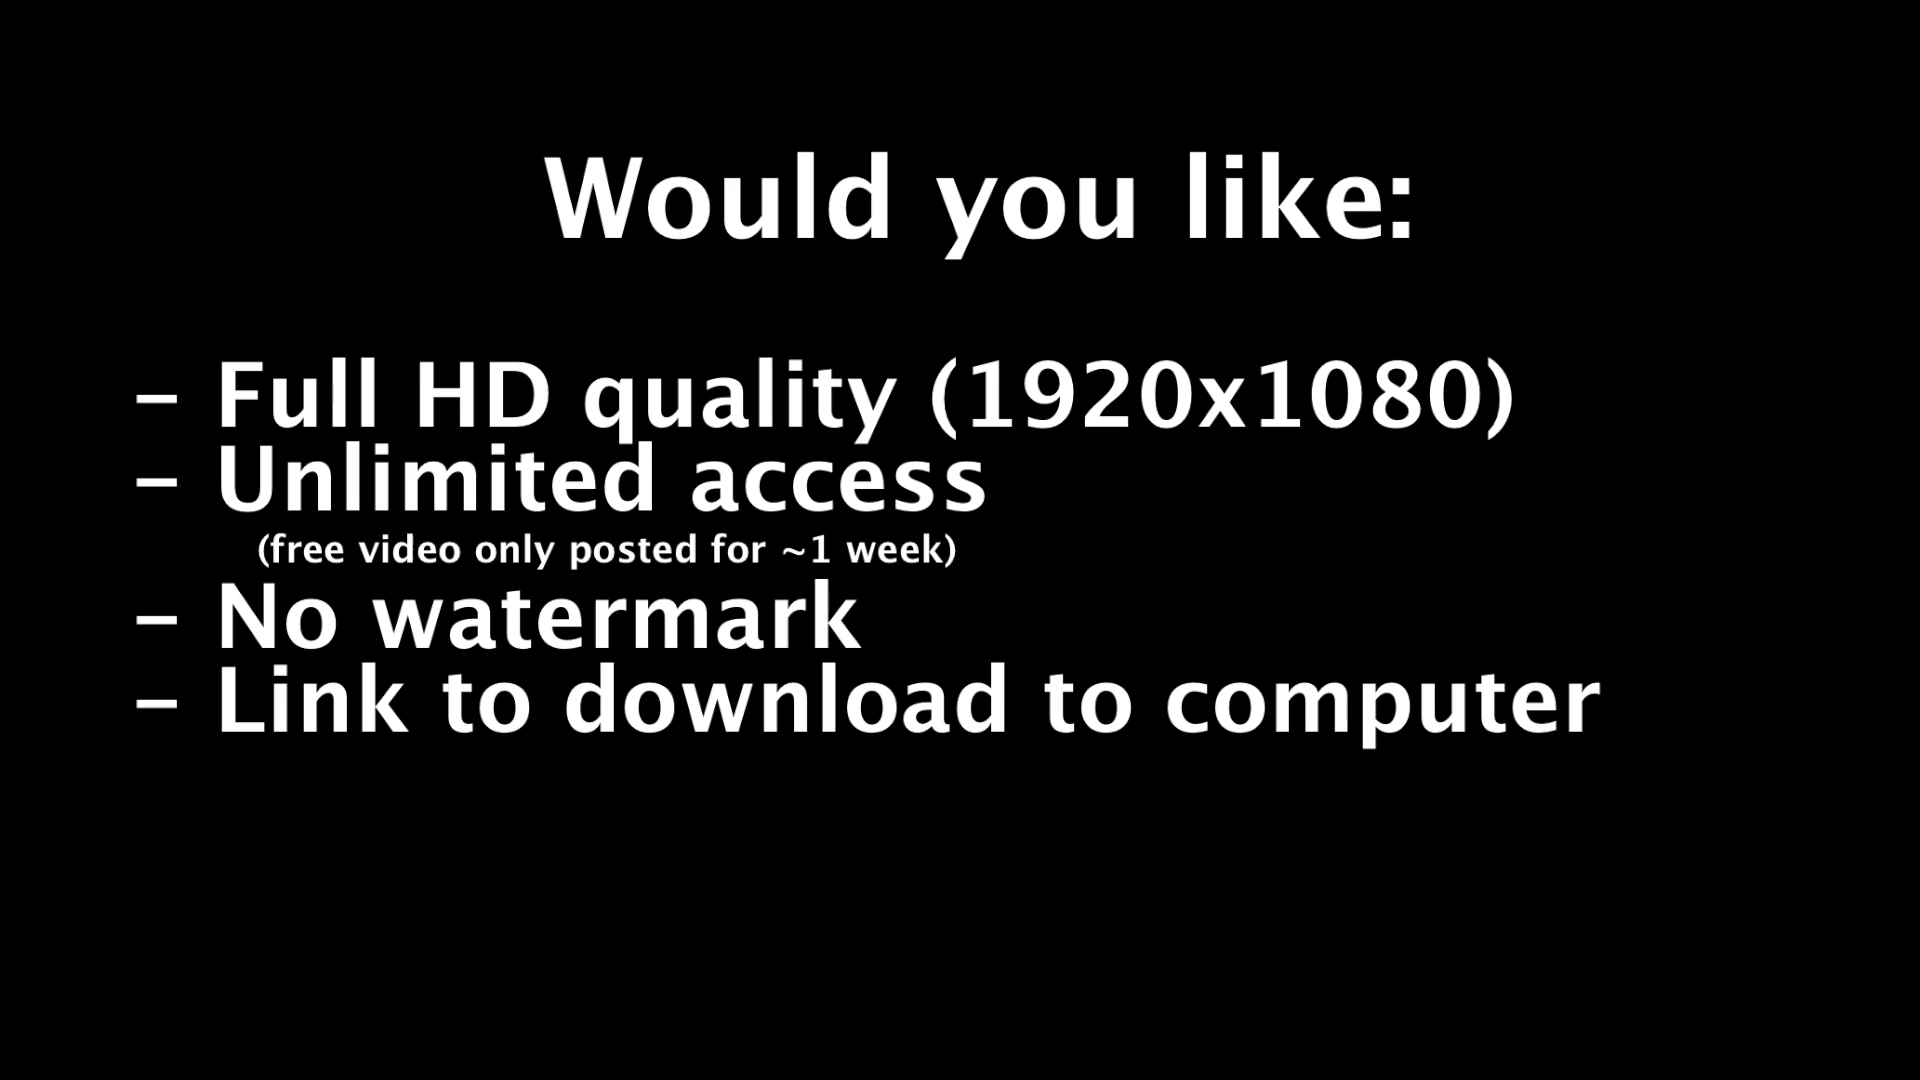 Would you like:
- Full HD quality (1920x1080)
- Unlimited access
(free video only posted for ~1 week)
- No watermark
- Link to download to computer